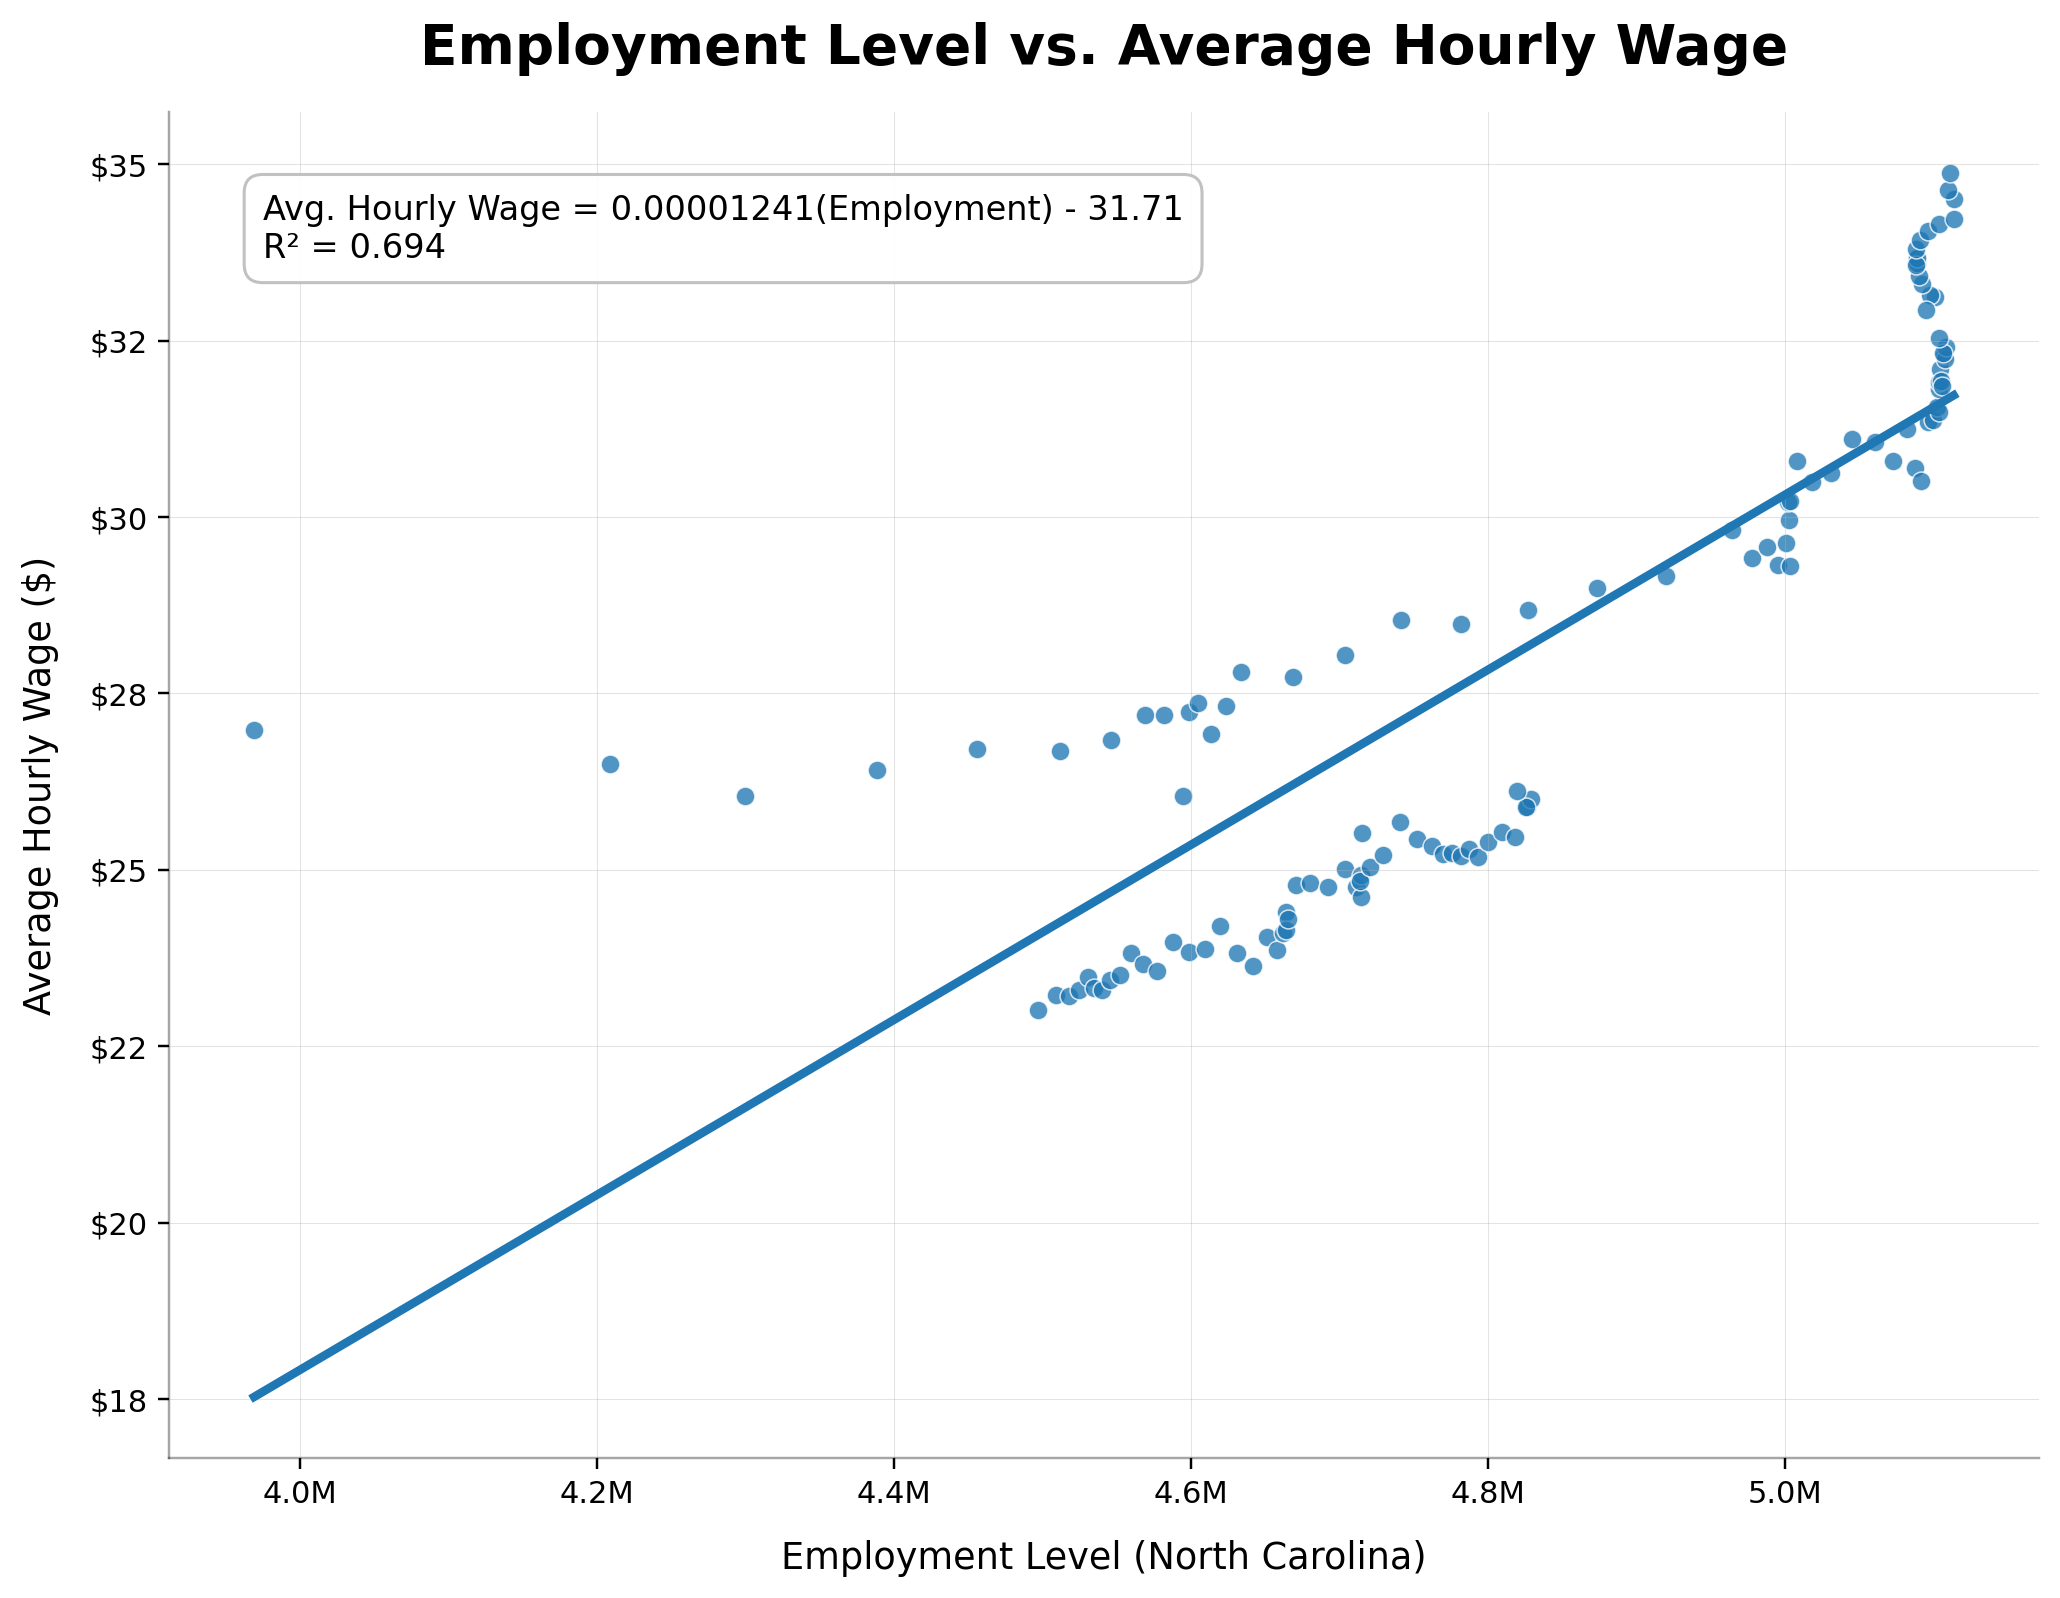 Employment Level vs. Average Hourly Wage
Avg. Hourly Wage = 0.00001241(Employment) - 31.71
R² = 0.694
Average Hourly Wage ($)
$35
$32
$30
$28
$25
$22
$20
$18
4.0M 4.2M 4.4M 4.6M 4.8M 5.0M
Employment Level (North Carolina)